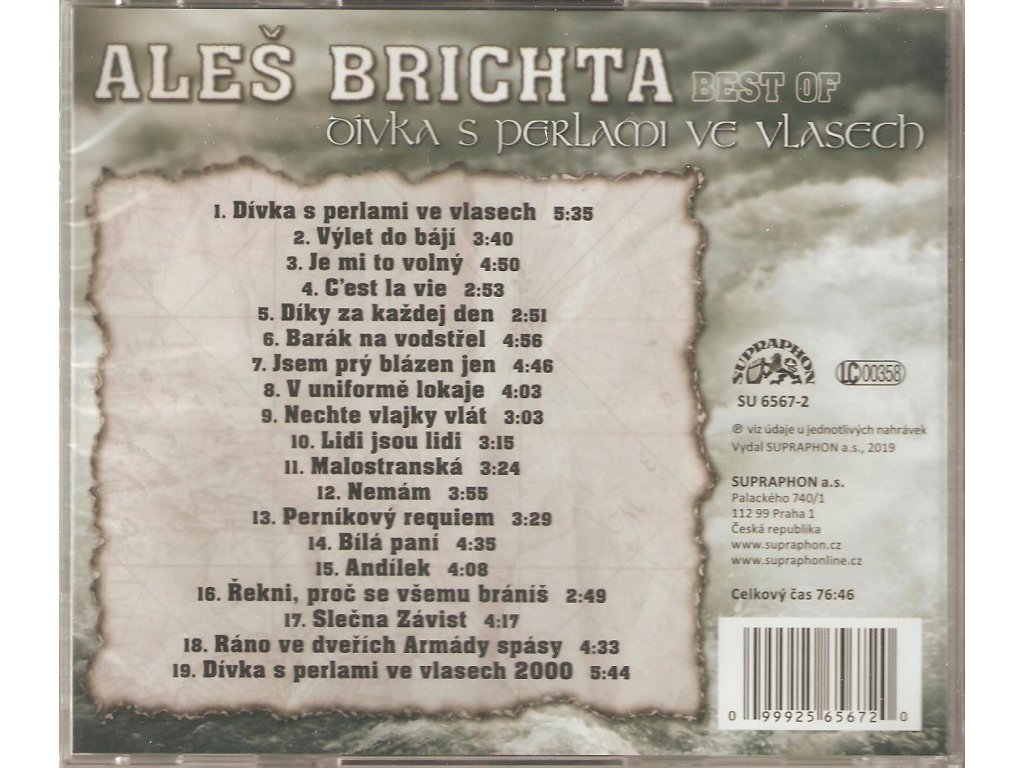 ALEŠ BRICHTA BEST OF
DÍVKA S PERLAMI VE VLASECH
1. Dívka s perlami ve vlasech 5:35
2. Výlet do bájí 3:40
3. Je mi to volný 4:50
4. C'est la vie 2:53
5. Díky za každej den 2:51
6. Barák na vodstřel 4:56
7. Jsem prý blázen jen 4:46
8. V uniformě lokaje 4:03
9. Nechte vlajky vlát 3:03
10. Lidi jsou lidi 3:15
11. Malostranská 3:24
12. Nemám 3:55
13. Perníkový requiem 3:29
14. Bílá paní 4:35
15. Andílek 4:08
16. Řekni, proč se všemu bráníš 2:49
17. Slečna Závist 4:17
18. Ráno ve dveřích Armády spásy 4:33
19. Dívka s perlami ve vlasech 2000 5:44
SUPRAPHON
LC 00358
SU 6567-2
℗ viz údaje u jednotlivých nahrávek
Vydal SUPRAPHON a.s., 2019
SUPRAPHON a.s.
Palackého 740/1
112 99 Praha 1
Česká republika
www.supraphon.cz
www.supraphonline.cz
Celkový čas 76:46
0 99925 65672 0